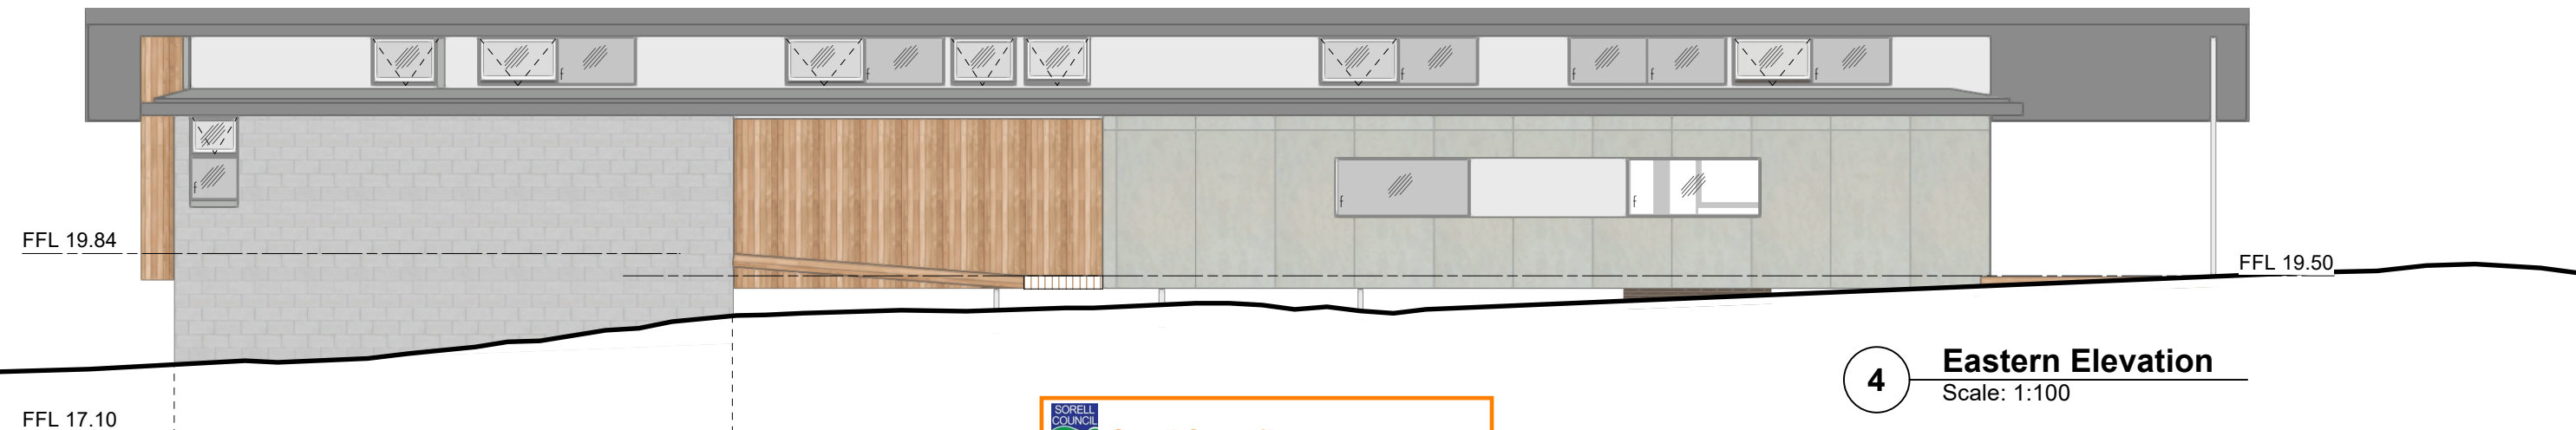 f
f
f
f
f
f
f
f
f
f
FFL 19.84
FFL 19.50
4
Eastern Elevation
Scale: 1:100
FFL 17.10
SORELL
COUNCIL